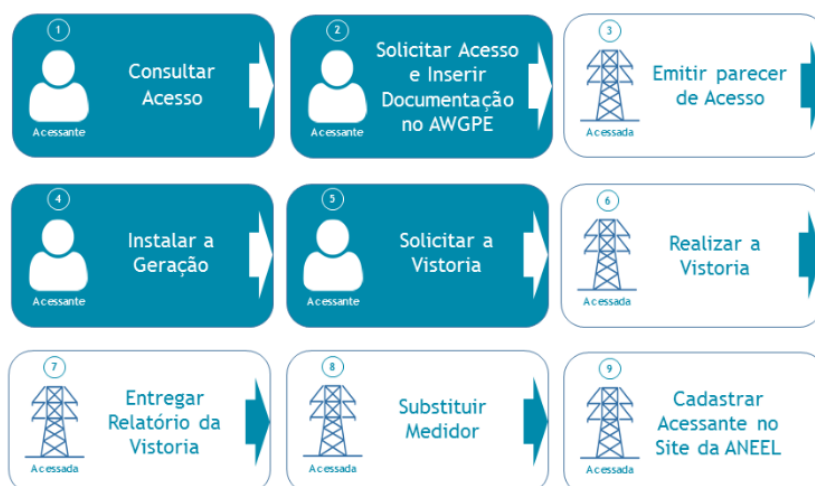 1
Consultar
Acesso
Acessante
2
Solicitar Acesso
e Inserir
Documentação
no AWGPE
Acessante
3
Emitir parecer
de Acesso
Acessada
4
Instalar a
Geração
Acessante
5
Solicitar a
Vistoria
Acessante
6
Realizar a
Vistoria
Acessada
7
Entregar
Relatório da
Vistoria
Acessada
8
Substituir
Medidor
Acessada
9
Cadastrar
Acessante no
Site da ANEEL
Acessada